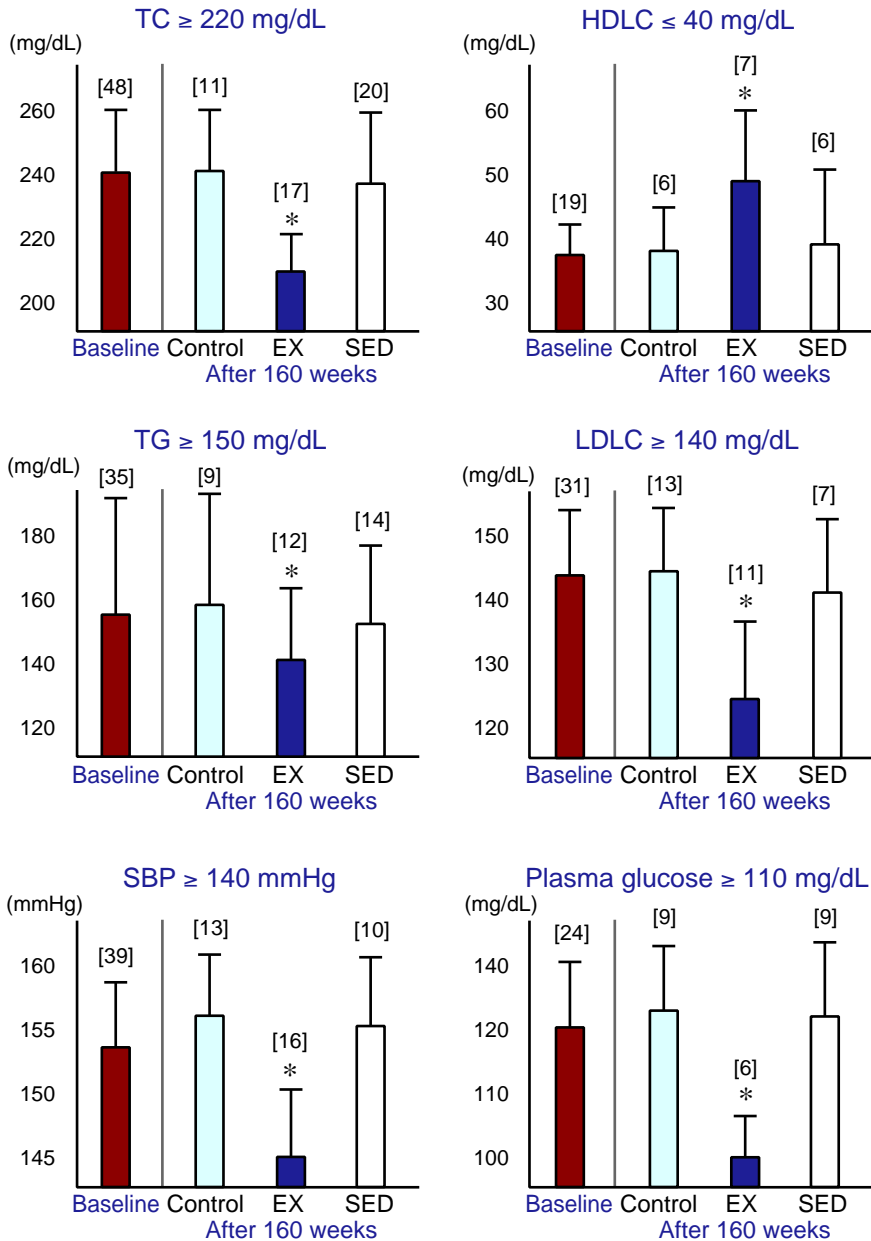 TC ≥ 220 mg/dL
(mg/dL)
[48]
[11]
[20]
260
240
[17]
*
220
200
Baseline Control EX SED
After 160 weeks
HDLC ≤ 40 mg/dL
(mg/dL)
[7]
*
60
[6]
50
[6]
[19]
40
30
Baseline Control EX SED
After 160 weeks
TG ≥ 150 mg/dL
(mg/dL)
[35]
[9]
[14]
180
[12]
*
160
140
120
Baseline Control EX SED
After 160 weeks
LDLC ≥ 140 mg/dL
(mg/dL)
[31]
[13]
[7]
150
[11]
*
140
130
120
Baseline Control EX SED
After 160 weeks
SBP ≥ 140 mmHg
(mmHg)
[39]
[13]
[10]
160
155
[16]
*
150
145
Baseline Control EX SED
After 160 weeks
Plasma glucose ≥ 110 mg/dL
(mg/dL)
[24]
[9]
[9]
140
120
[6]
*
110
100
Baseline Control EX SED
After 160 weeks